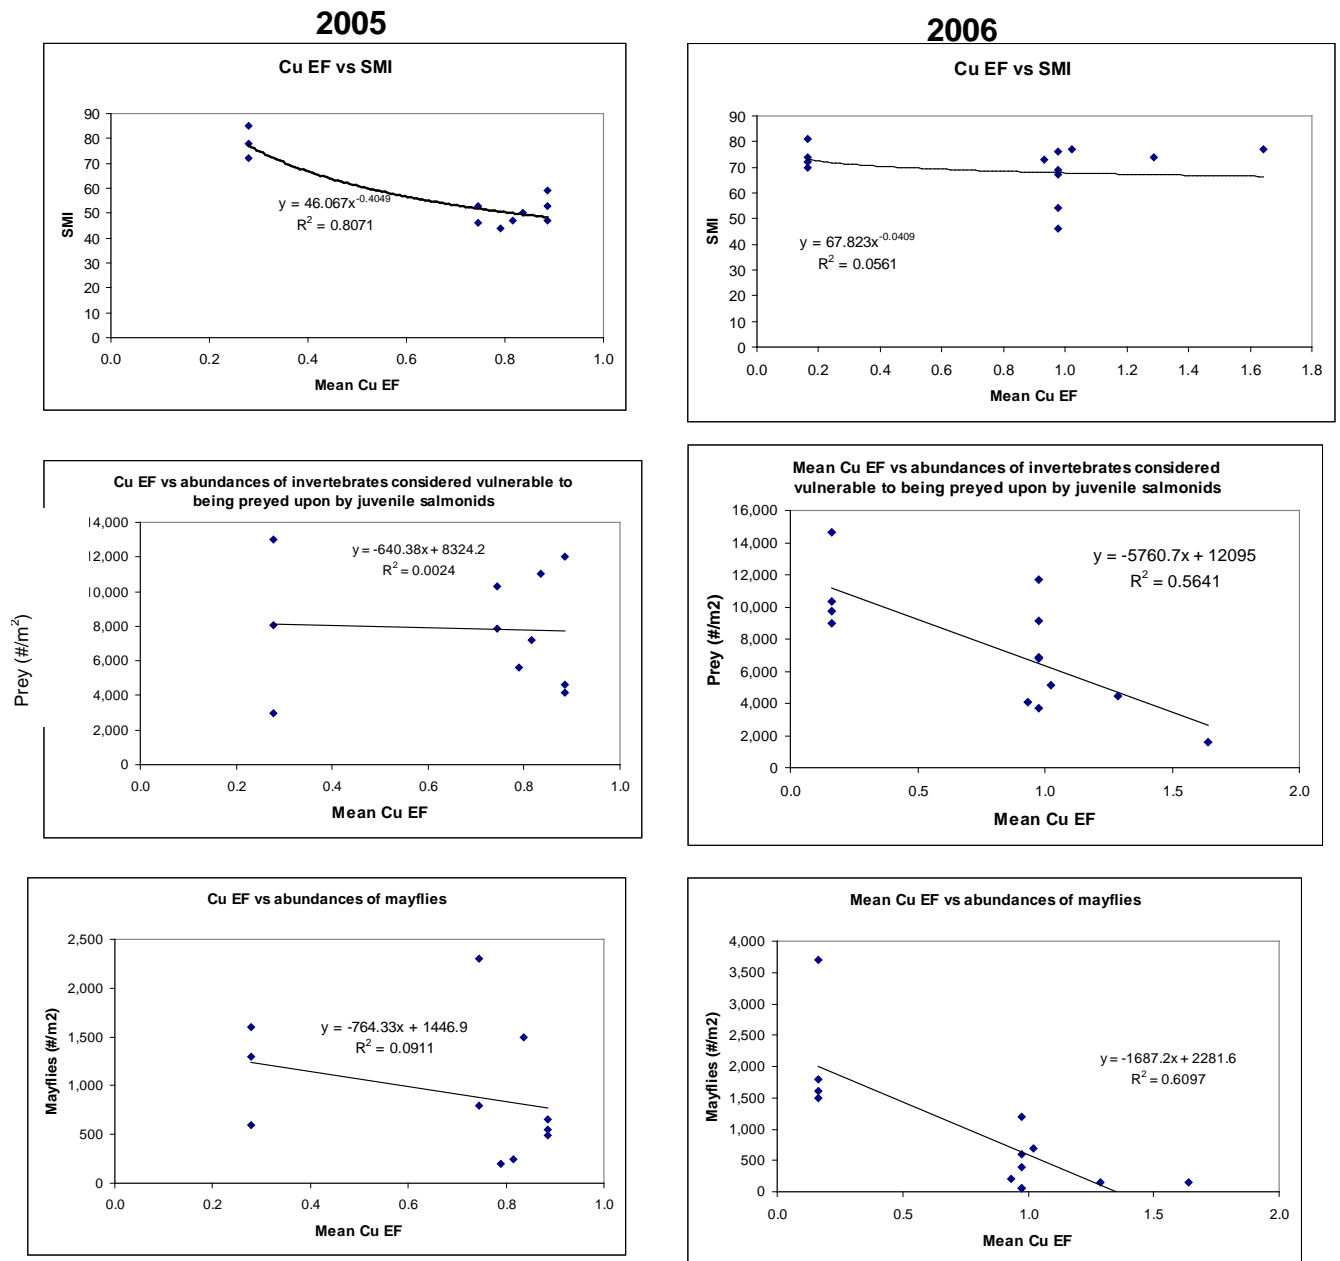 2005
2006
Cu EF vs SMI
90
80
70
60
50
40
30
20
10
0
SMI
y = 46.067x^-0.4049
R² = 0.8071
0.0 0.2 0.4 0.6 0.8 1.0
Mean Cu EF
Cu EF vs SMI
90
80
70
60
50
40
30
20
10
0
SMI
y = 67.823x^-0.0409
R² = 0.0561
0.0 0.2 0.4 0.6 0.8 1.0 1.2 1.4 1.6 1.8
Mean Cu EF
Cu EF vs abundances of invertebrates considered vulnerable to
being preyed upon by juvenile salmonids
14,000
12,000
10,000
8,000
6,000
4,000
2,000
0
Prey (#/m²)
y = -640.38x + 8324.2
R² = 0.0024
0.0 0.2 0.4 0.6 0.8 1.0
Mean Cu EF
Mean Cu EF vs abundances of invertebrates considered
vulnerable to being preyed upon by juvenile salmonids
16,000
14,000
12,000
10,000
8,000
6,000
4,000
2,000
0
Prey (#/m2)
y = -5760.7x + 12095
R² = 0.5641
0.0 0.5 1.0 1.5 2.0
Mean Cu EF
Cu EF vs abundances of mayflies
2,500
2,000
1,500
1,000
500
0
Mayflies (#/m2)
y = -764.33x + 1446.9
R² = 0.0911
0.0 0.2 0.4 0.6 0.8 1.0
Mean Cu EF
Mean Cu EF vs abundances of mayflies
4,000
3,500
3,000
2,500
2,000
1,500
1,000
500
0
Mayflies (#/m2)
y = -1687.2x + 2281.6
R² = 0.6097
0.0 0.5 1.0 1.5 2.0
Mean Cu EF